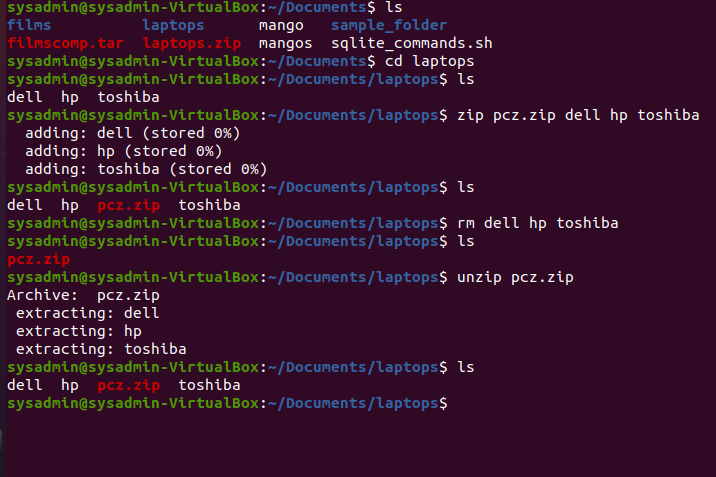 sysadmin@sysadmin-VirtualBox:~/Documents$ ls
films          laptops      mango   sample_folder
filmscomp.tar  laptops.zip  mangos  sqlite_commands.sh
sysadmin@sysadmin-VirtualBox:~/Documents$ cd laptops
sysadmin@sysadmin-VirtualBox:~/Documents/laptops$ ls
dell  hp  toshiba
sysadmin@sysadmin-VirtualBox:~/Documents/laptops$ zip pcz.zip dell hp toshiba
  adding: dell (stored 0%)
  adding: hp (stored 0%)
  adding: toshiba (stored 0%)
sysadmin@sysadmin-VirtualBox:~/Documents/laptops$ ls
dell  hp  pcz.zip  toshiba
sysadmin@sysadmin-VirtualBox:~/Documents/laptops$ rm dell hp toshiba
sysadmin@sysadmin-VirtualBox:~/Documents/laptops$ ls
pcz.zip
sysadmin@sysadmin-VirtualBox:~/Documents/laptops$ unzip pcz.zip
Archive:  pcz.zip
 extracting: dell
 extracting: hp
 extracting: toshiba
sysadmin@sysadmin-VirtualBox:~/Documents/laptops$ ls
dell  hp  pcz.zip  toshiba
sysadmin@sysadmin-VirtualBox:~/Documents/laptops$